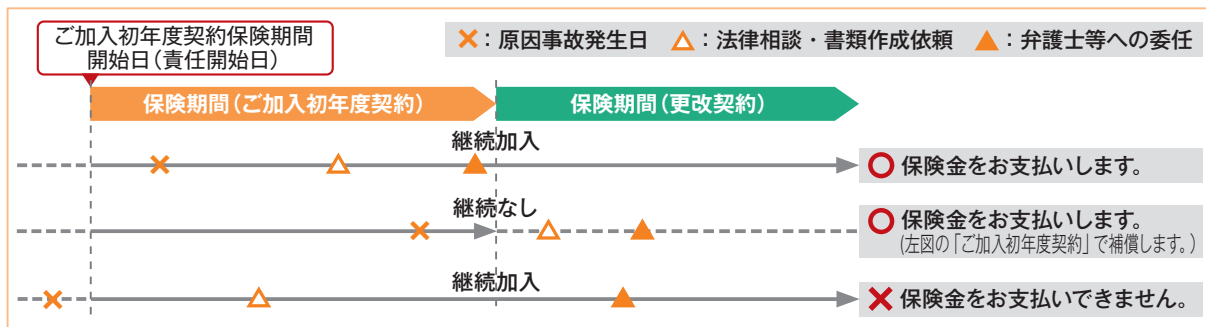 ご加入初年度契約保険期間
開始日(責任開始日)
×：原因事故発生日　△：法律相談・書類作成依頼　▲：弁護士等への委任
保険期間(ご加入初年度契約)
保険期間(更改契約)
継続加入
○ 保険金をお支払いします。
継続なし
○ 保険金をお支払いします。
(左図の「ご加入初年度契約」で補償します。)
継続加入
× 保険金をお支払いできません。